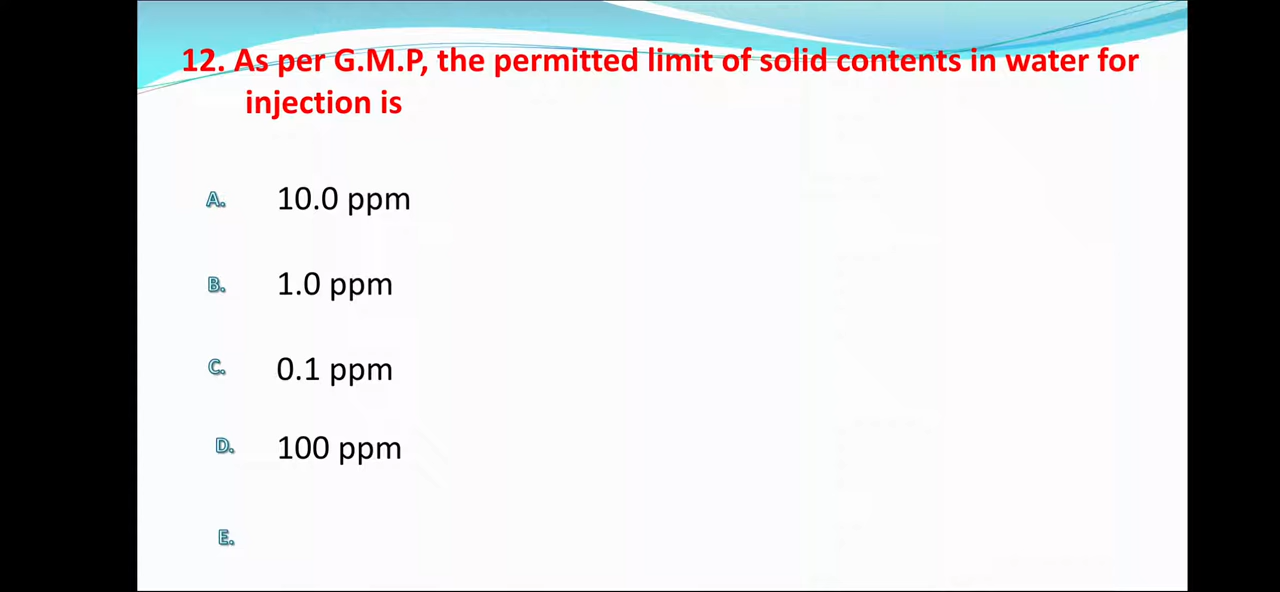 12. As per G.M.P, the permitted limit of solid contents in water for
injection is
A. 10.0 ppm
B. 1.0 ppm
C. 0.1 ppm
D. 100 ppm
E.